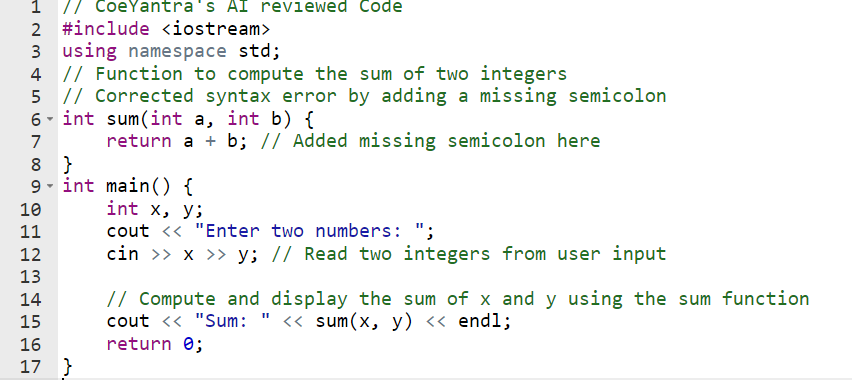 1 // CoeYantra's AI reviewed Code
2 #include <iostream>
3 using namespace std;
4 // Function to compute the sum of two integers
5 // Corrected syntax error by adding a missing semicolon
6 int sum(int a, int b) {
7     return a + b; // Added missing semicolon here
8 }
9 int main() {
10     int x, y;
11     cout << "Enter two numbers: ";
12     cin >> x >> y; // Read two integers from user input
13
14     // Compute and display the sum of x and y using the sum function
15     cout << "Sum: " << sum(x, y) << endl;
16     return 0;
17 }